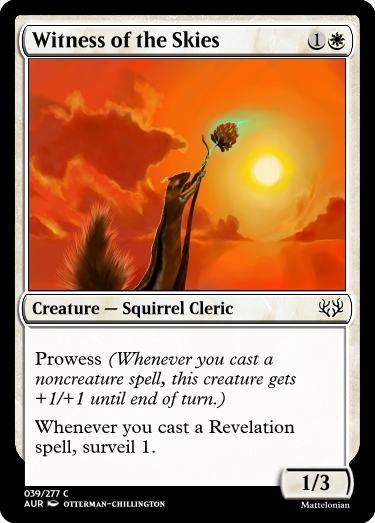 Witness of the Skies 1
Creature — Squirrel Cleric
Prowess (Whenever you cast a
noncreature spell, this creature gets
+1/+1 until end of turn.)
Whenever you cast a Revelation
spell, surveil 1.
1/3
039/277 C
AUR OTTERMAN-CHILLINGTON
Mattelonian